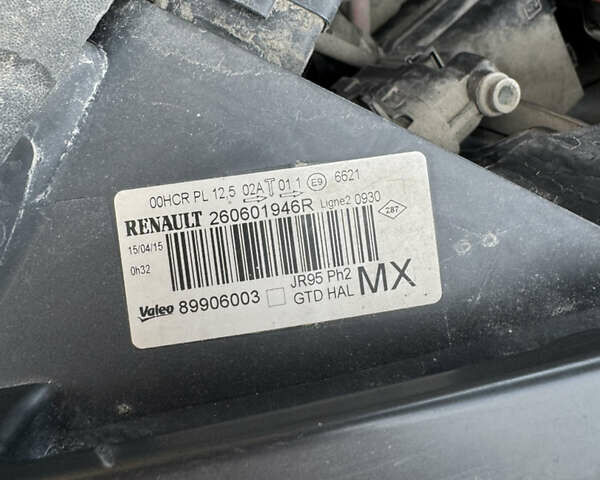 00HCR PL 12,5 02A T 01 1 E9 6621
RENAULT 260601946R Ligne2 0930
287
15/04/15
0h32
JR95 Ph2 MX
Valeo 89906003 GTD HAL